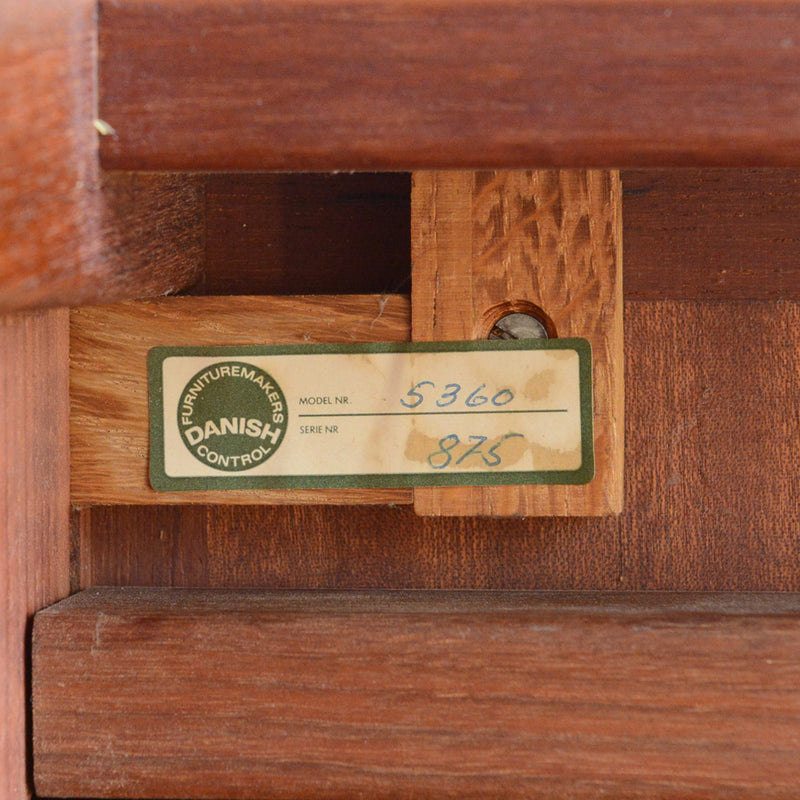 FURNITUREMAKERS
DANISH
CONTROL
MODEL NR. 5360
SERIE NR 875